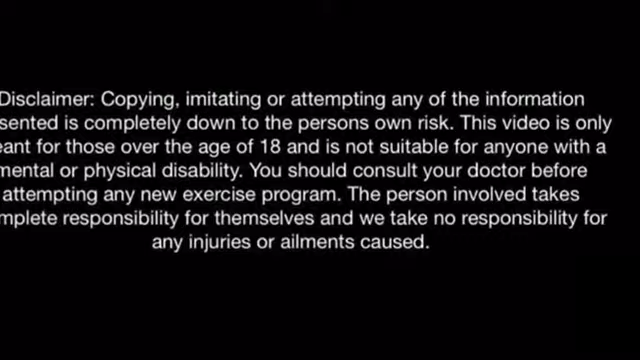 Disclaimer: Copying, imitating or attempting any of the information
sented is completely down to the persons own risk. This video is only
eant for those over the age of 18 and is not suitable for anyone with a
mental or physical disability. You should consult your doctor before
attempting any new exercise program. The person involved takes
mplete responsibility for themselves and we take no responsibility for
any injuries or ailments caused.